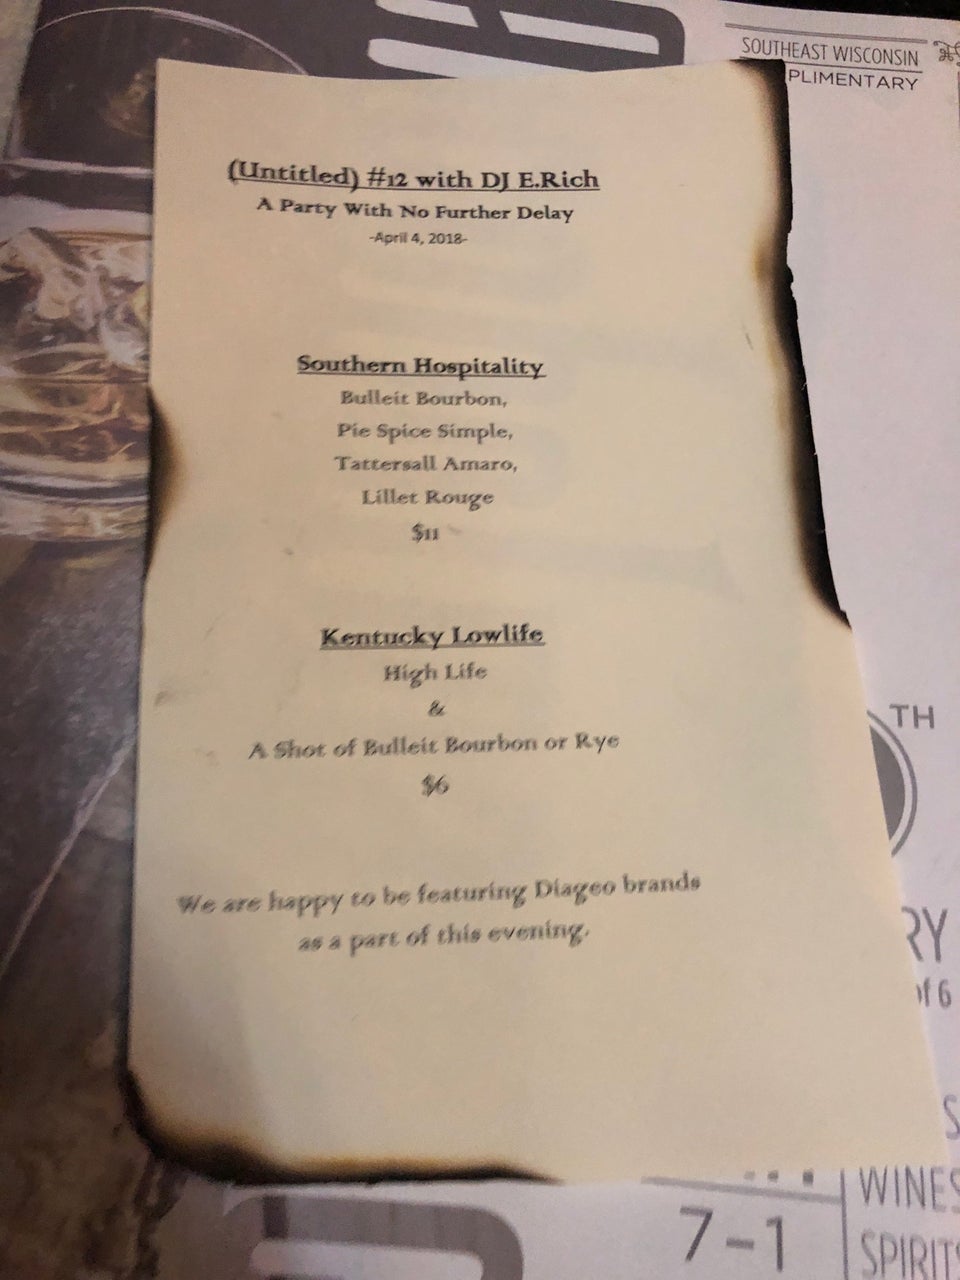 SOUTHEAST WISCONSIN
PLIMENTARY
(Untitled) #12 with DJ E.Rich
A Party With No Further Delay
-April 4, 2018-
Southern Hospitality
Bulleit Bourbon,
Pie Spice Simple,
Tattersall Amaro,
Lillet Rouge
$11
Kentucky Lowlife
High Life
&
A Shot of Bulleit Bourbon or Rye
$6
We are happy to be featuring Diageo brands
as a part of this evening.
TH
RY
of 6
S
WINES
SPIRITS
7-1